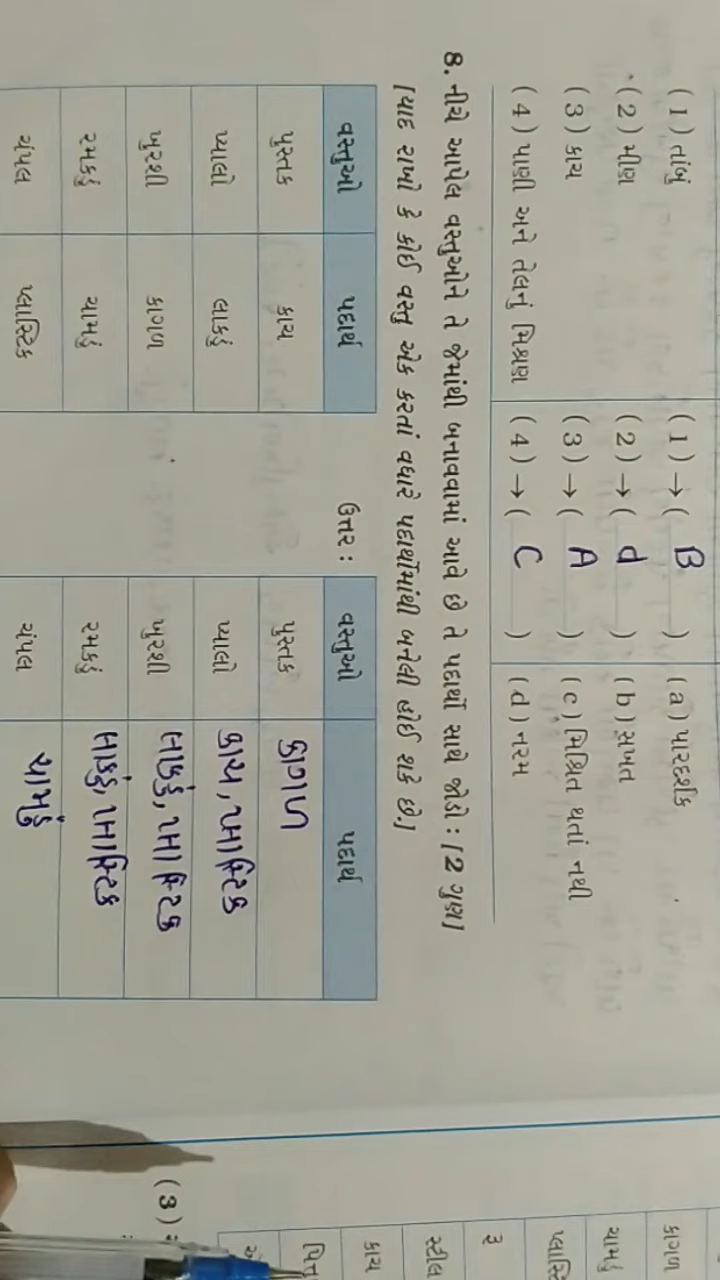 (1) તાંબું (1) → ( B ) (a) પારદર્શક
(2) મીણ (2) → ( d ) (b) સખત
(3) કાચ (3) → ( A ) (c) મિશ્રિત થતાં નથી
(4) પાણી અને તેલનું મિશ્રણ (4) → ( C ) (d) નરમ
8. નીચે આપેલ વસ્તુઓને તે જેમાંથી બનાવવામાં આવે છે તે પદાર્થો સાથે જોડો : [2 ગુણ]
[યાદ રાખો કે કોઈ વસ્તુ એક કરતાં વધારે પદાર્થોમાંથી બનેલી હોઈ શકે છે.]
વસ્તુઓ પદાર્થ ઉત્તર : વસ્તુઓ પદાર્થ
પુસ્તક કાચ પુસ્તક કાગળ
પ્યાલો લાકડું પ્યાલો કાચ, પ્લાસ્ટિક
ખુરશી કાગળ ખુરશી લાકડું, પ્લાસ્ટિક
રમકડું ચામડું રમકડું લાકડું, પ્લાસ્ટિક
ચંપલ પ્લાસ્ટિક ચંપલ ચામડું
કાગળ
ચામડું
રૂ
સ્ટીલ
કાચ
(3)